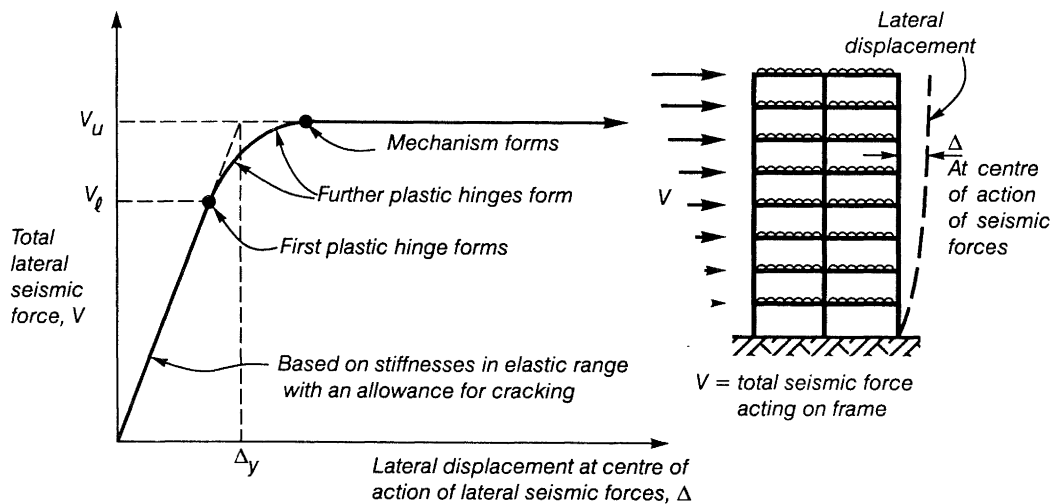 V_u
V_ℓ
Total
lateral
seismic
force, V
Mechanism forms
Further plastic hinges form
First plastic hinge forms
Based on stiffnesses in elastic range
with an allowance for cracking
Δ_y
Lateral displacement at centre of
action of lateral seismic forces, Δ
Lateral
displacement
V
Δ
At centre
of action
of seismic
forces
V = total seismic force
acting on frame